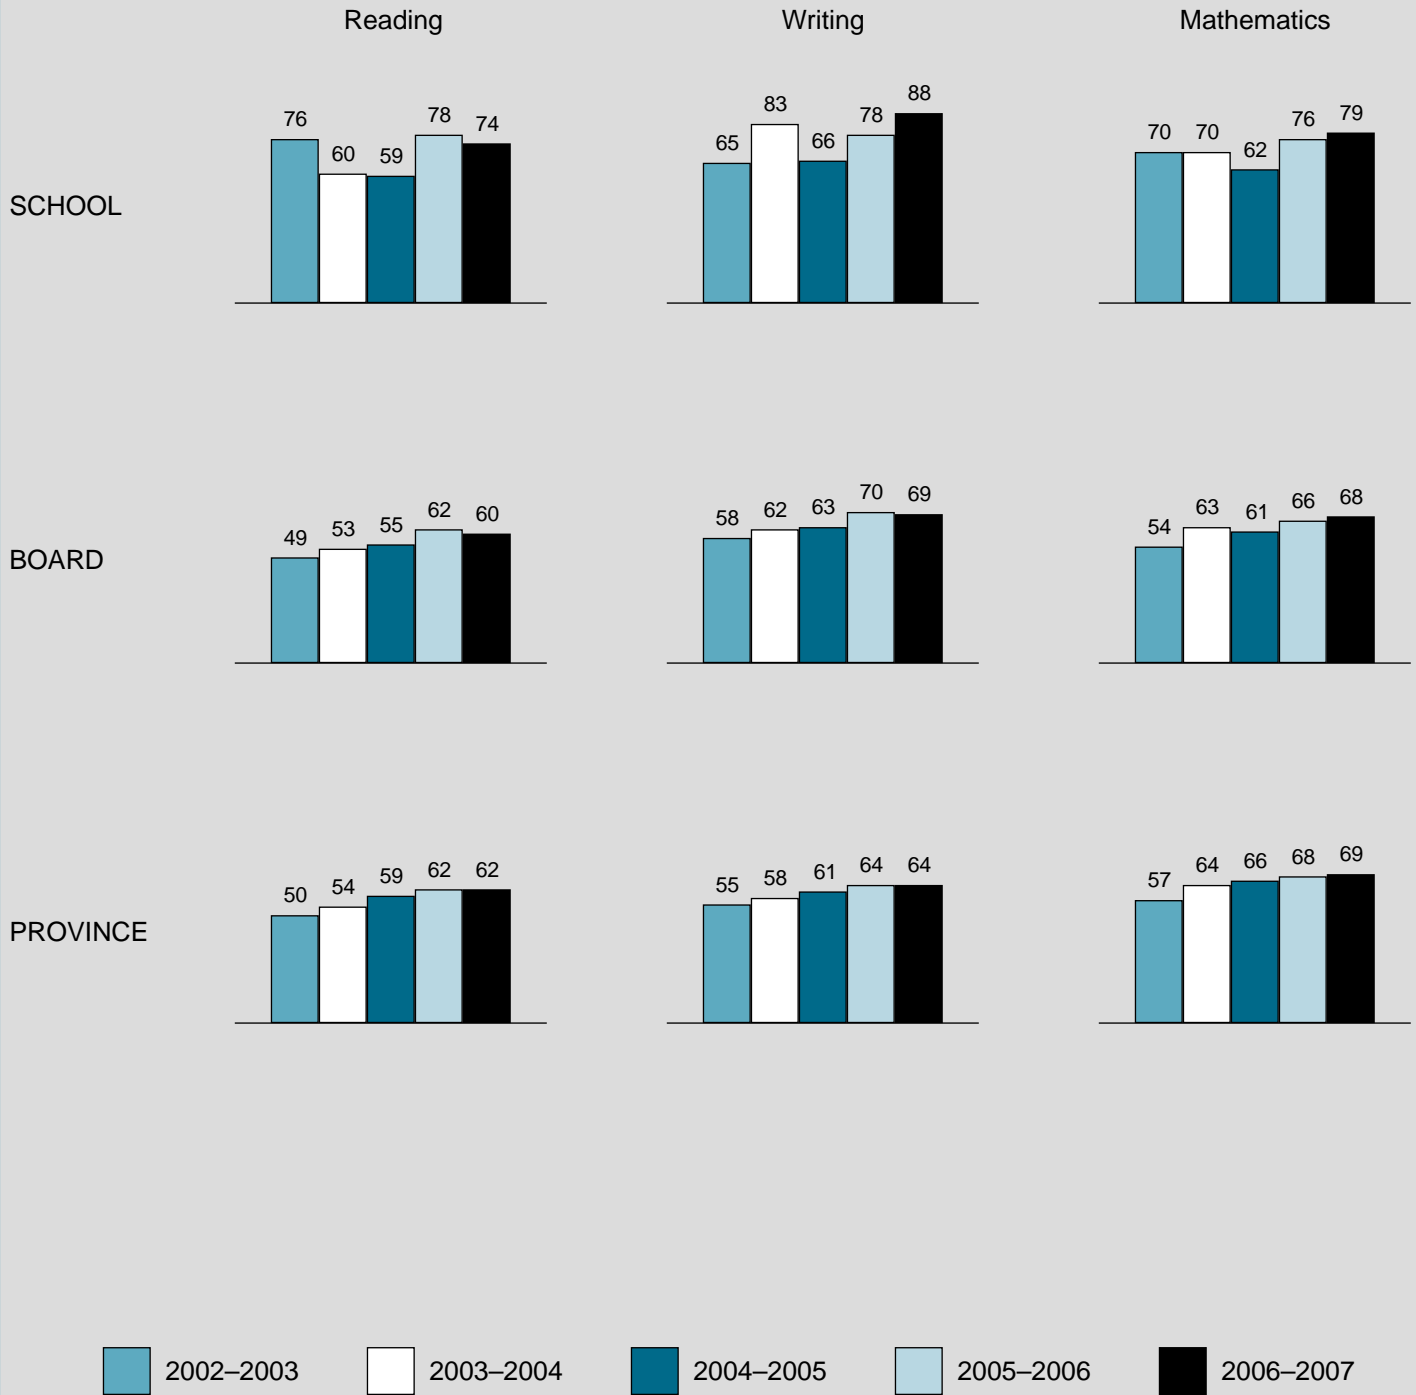 Reading Writing Mathematics
SCHOOL
76 60 59 78 74
65 83 66 78 88
70 70 62 76 79
BOARD
49 53 55 62 60
58 62 63 70 69
54 63 61 66 68
PROVINCE
50 54 59 62 62
55 58 61 64 64
57 64 66 68 69
2002–2003 2003–2004 2004–2005 2005–2006 2006–2007